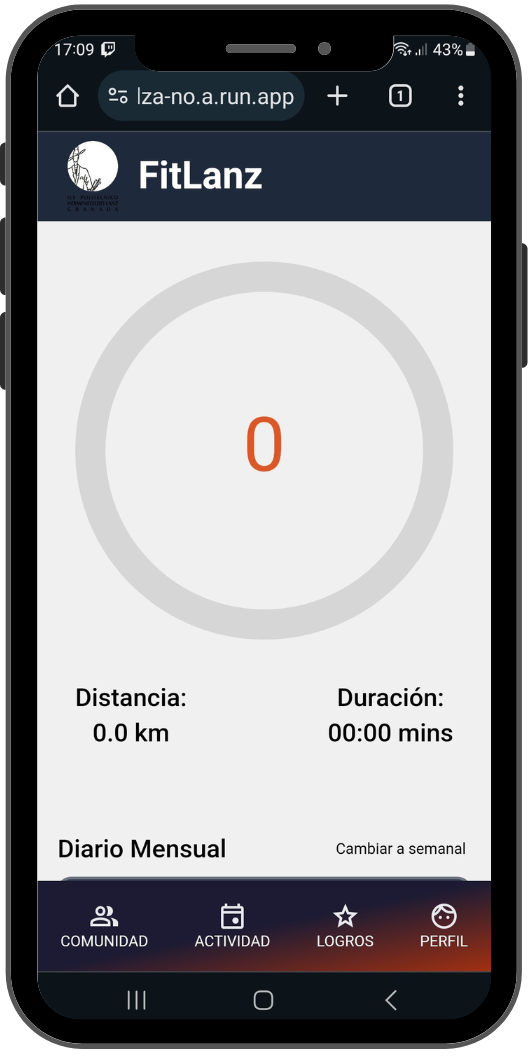 17:09
43%
lza-no.a.run.app
1
FitLanz
GRANADA
0
Distancia:
0.0 km
Duración:
00:00 mins
Diario Mensual
Cambiar a semanal
COMUNIDAD
ACTIVIDAD
LOGROS
PERFIL